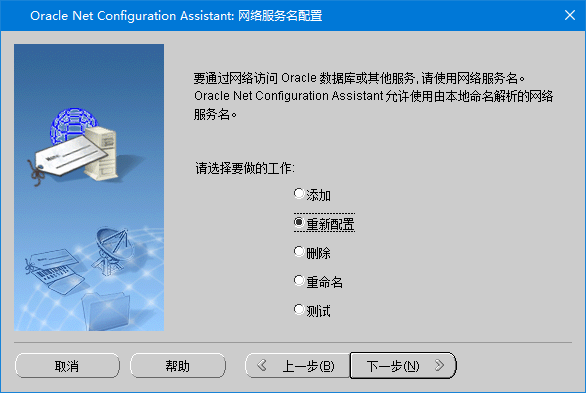 Oracle Net Configuration Assistant: 网络服务名配置
要通过网络访问 Oracle 数据库或其他服务, 请使用网络服务名。
Oracle Net Configuration Assistant 允许使用由本地命名解析的网络
服务名。
请选择要做的工作:
添加
重新配置
删除
重命名
测试
取消
帮助
上一步(B)
下一步(N)